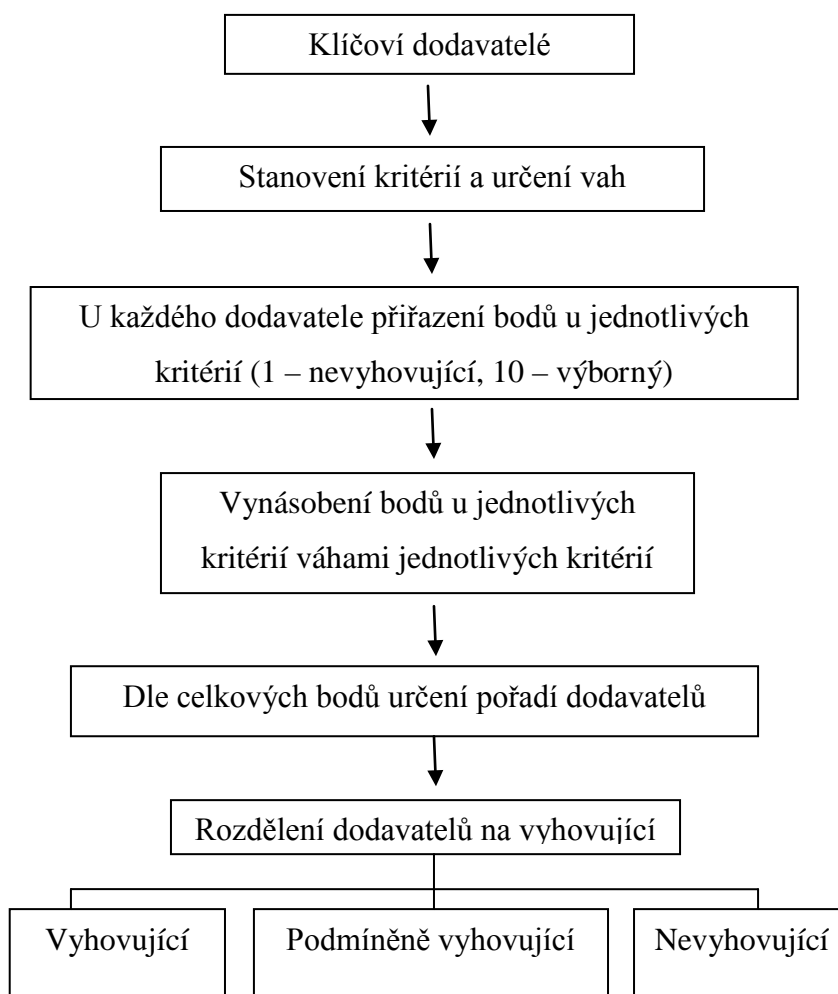 Klíčoví dodavatelé
Stanovení kritérií a určení vah
U každého dodavatele přiřazení bodů u jednotlivých
kritérií (1 – nevyhovující, 10 – výborný)
Vynásobení bodů u jednotlivých
kritérií váhami jednotlivých kritérií
Dle celkových bodů určení pořadí dodavatelů
Rozdělení dodavatelů na vyhovující
Vyhovující
Podmíněně vyhovující
Nevyhovující